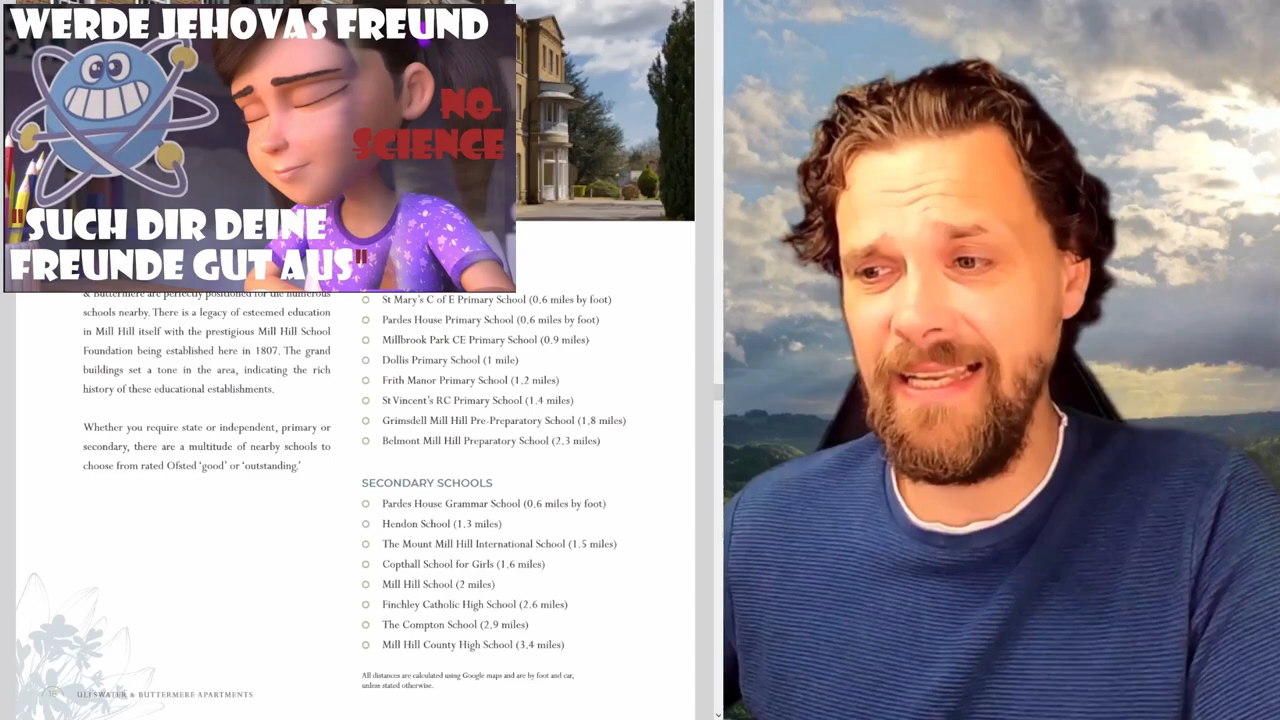 WERDE JEHOVAS FREUND
NO
SCIENCE
"SUCH DIR DEINE
FREUNDE GUT AUS"
& Buttermere are perfectly positioned for the numerous
schools nearby. There is a legacy of esteemed education
in Mill Hill itself with the prestigious Mill Hill School
Foundation being established here in 1807. The grand
buildings set a tone in the area, indicating the rich
history of these educational establishments.
Whether you require state or independent, primary or
secondary, there are a multitude of nearby schools to
choose from rated Ofsted ‘good’ or ‘outstanding.’
St Mary’s C of E Primary School (0.6 miles by foot)
Pardes House Primary School (0.6 miles by foot)
Millbrook Park CE Primary School (0.9 miles)
Dollis Primary School (1 mile)
Frith Manor Primary School (1.2 miles)
St Vincent’s RC Primary School (1.4 miles)
Grimsdell Mill Hill Pre-Preparatory School (1.8 miles)
Belmont Mill Hill Preparatory School (2.3 miles)
SECONDARY SCHOOLS
Pardes House Grammar School (0.6 miles by foot)
Hendon School (1.3 miles)
The Mount Mill Hill International School (1.5 miles)
Copthall School for Girls (1.6 miles)
Mill Hill School (2 miles)
Finchley Catholic High School (2.6 miles)
The Compton School (2.9 miles)
Mill Hill County High School (3.4 miles)
All distances are calculated using Google maps and are by foot and car,
unless stated otherwise.
ULLSWATER & BUTTERMERE APARTMENTS